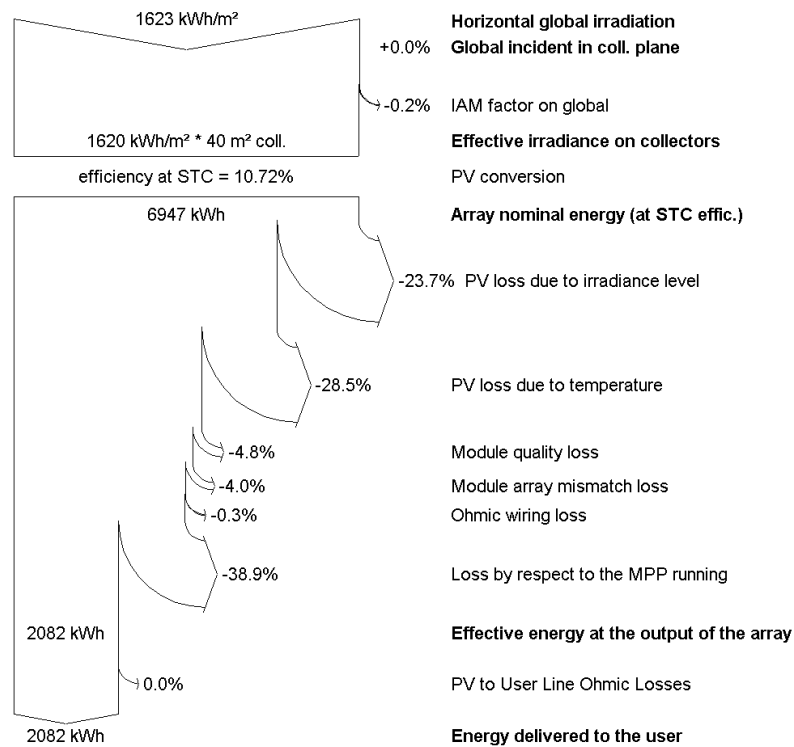 1623 kWh/m² Horizontal global irradiation
+0.0% Global incident in coll. plane
-0.2% IAM factor on global
1620 kWh/m² * 40 m² coll. Effective irradiance on collectors
efficiency at STC = 10.72% PV conversion
6947 kWh Array nominal energy (at STC effic.)
-23.7% PV loss due to irradiance level
-28.5% PV loss due to temperature
-4.8% Module quality loss
-4.0% Module array mismatch loss
-0.3% Ohmic wiring loss
-38.9% Loss by respect to the MPP running
2082 kWh Effective energy at the output of the array
0.0% PV to User Line Ohmic Losses
2082 kWh Energy delivered to the user